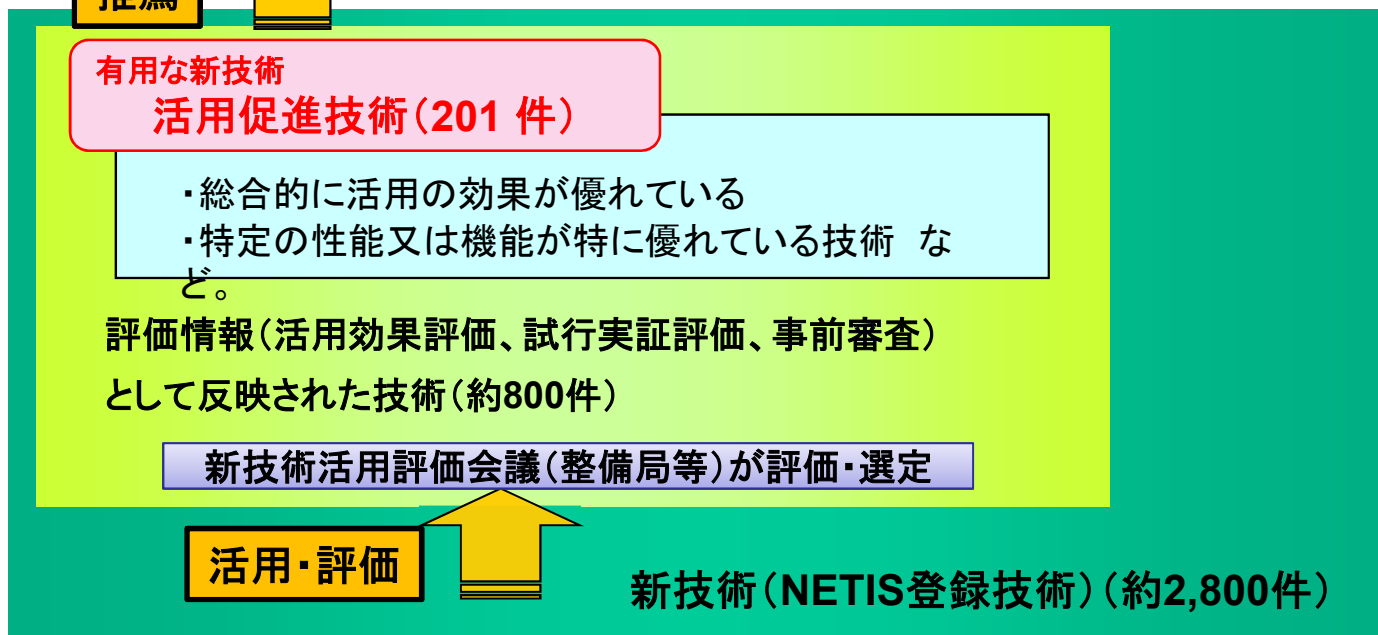 推薦
有用な新技術
活用促進技術（201 件）
・総合的に活用の効果が優れている
・特定の性能又は機能が特に優れている技術　な
ど。
評価情報（活用効果評価、試行実証評価、事前審査）
として反映された技術（約800件）
新技術活用評価会議（整備局等）が評価・選定
活用・評価
新技術（NETIS登録技術）（約2,800件）